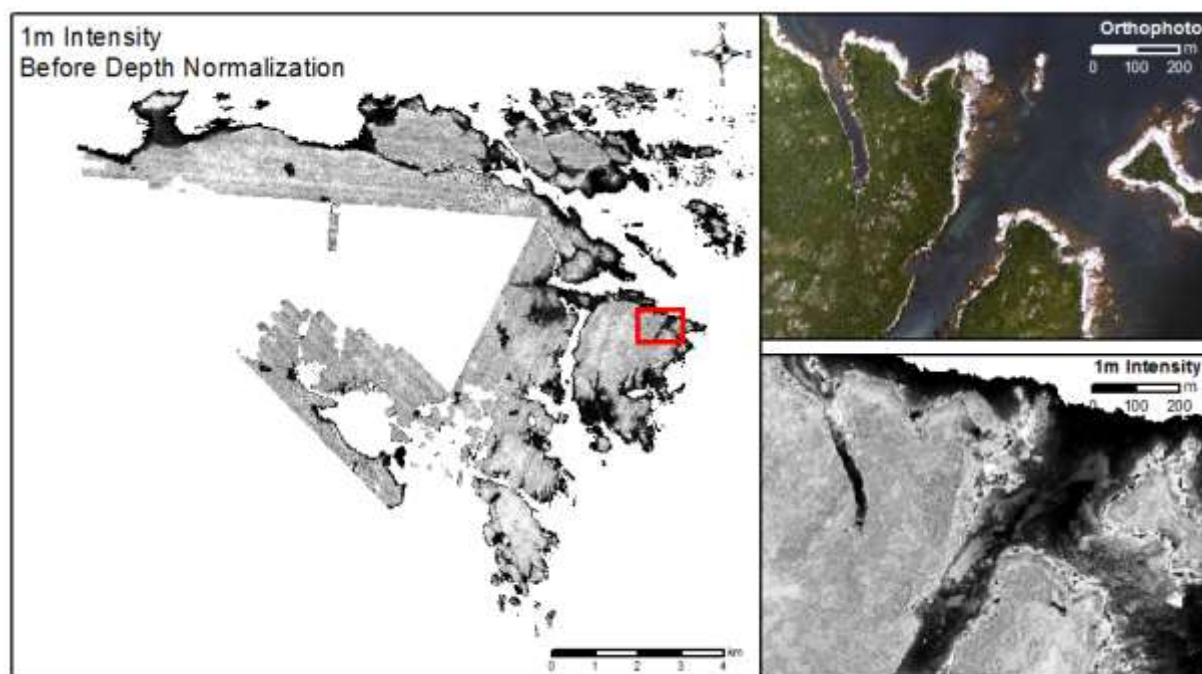 1m Intensity
Before Depth Normalization
N
0 1 2 3 4
km
Orthophoto
0 100 200 m
1m Intensity
0 100 200 m